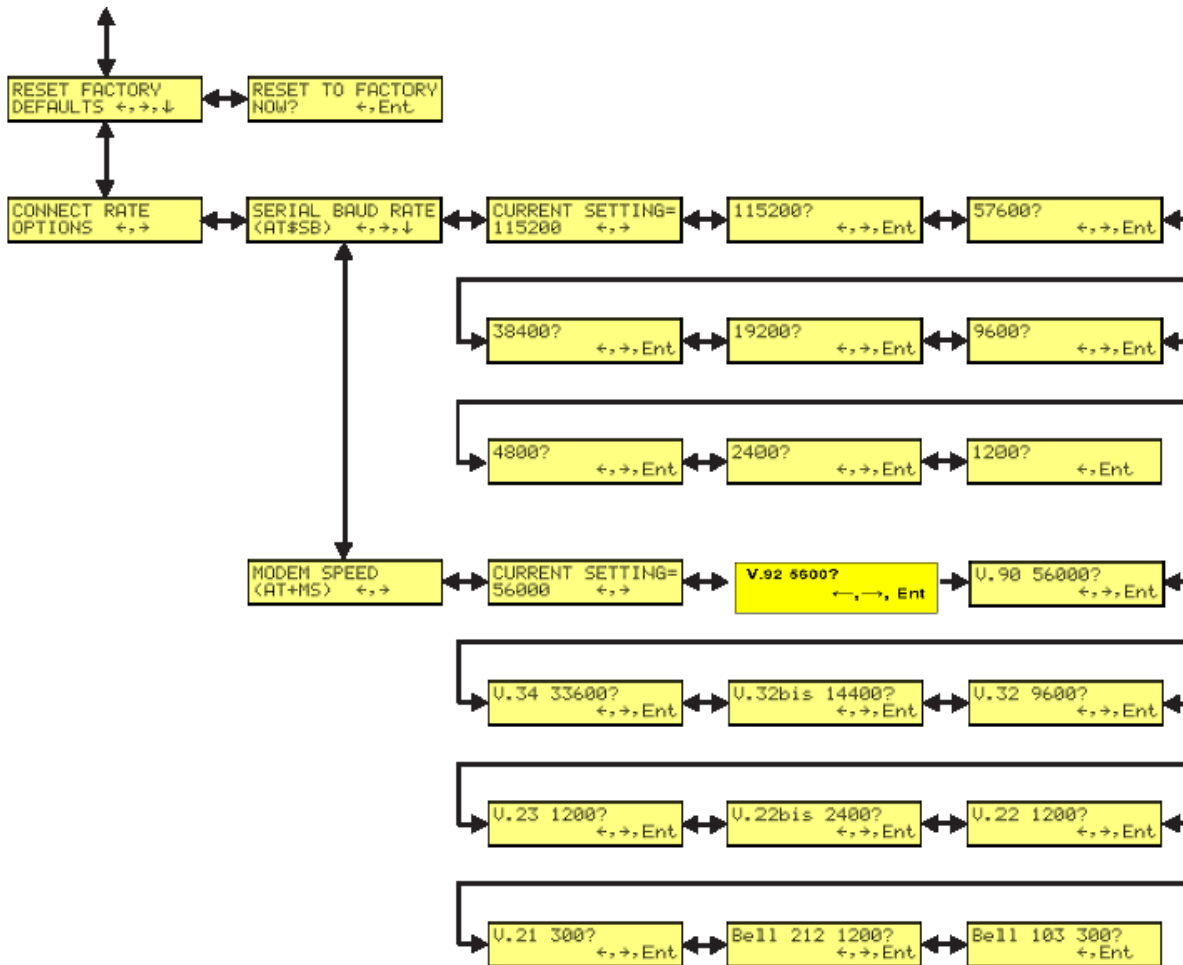 RESET FACTORY
DEFAULTS ←,→,↓
RESET TO FACTORY
NOW? ←,Ent
CONNECT RATE
OPTIONS ←,→
SERIAL BAUD RATE
(AT$SB) ←,→,↓
CURRENT SETTING=
115200 ←,→
115200?
←,→,Ent
57600?
←,→,Ent
38400?
←,→,Ent
19200?
←,→,Ent
9600?
←,→,Ent
4800?
←,→,Ent
2400?
←,→,Ent
1200?
←,Ent
MODEM SPEED
(AT+MS) ←,→
CURRENT SETTING=
56000 ←,→
V.92 5600?
←,→, Ent
V.90 56000?
←,→,Ent
V.34 33600?
←,→,Ent
V.32bis 14400?
←,→,Ent
V.32 9600?
←,→,Ent
V.23 1200?
←,→,Ent
V.22bis 2400?
←,→,Ent
V.22 1200?
←,→,Ent
V.21 300?
←,→,Ent
Bell 212 1200?
←,→,Ent
Bell 103 300?
←,Ent